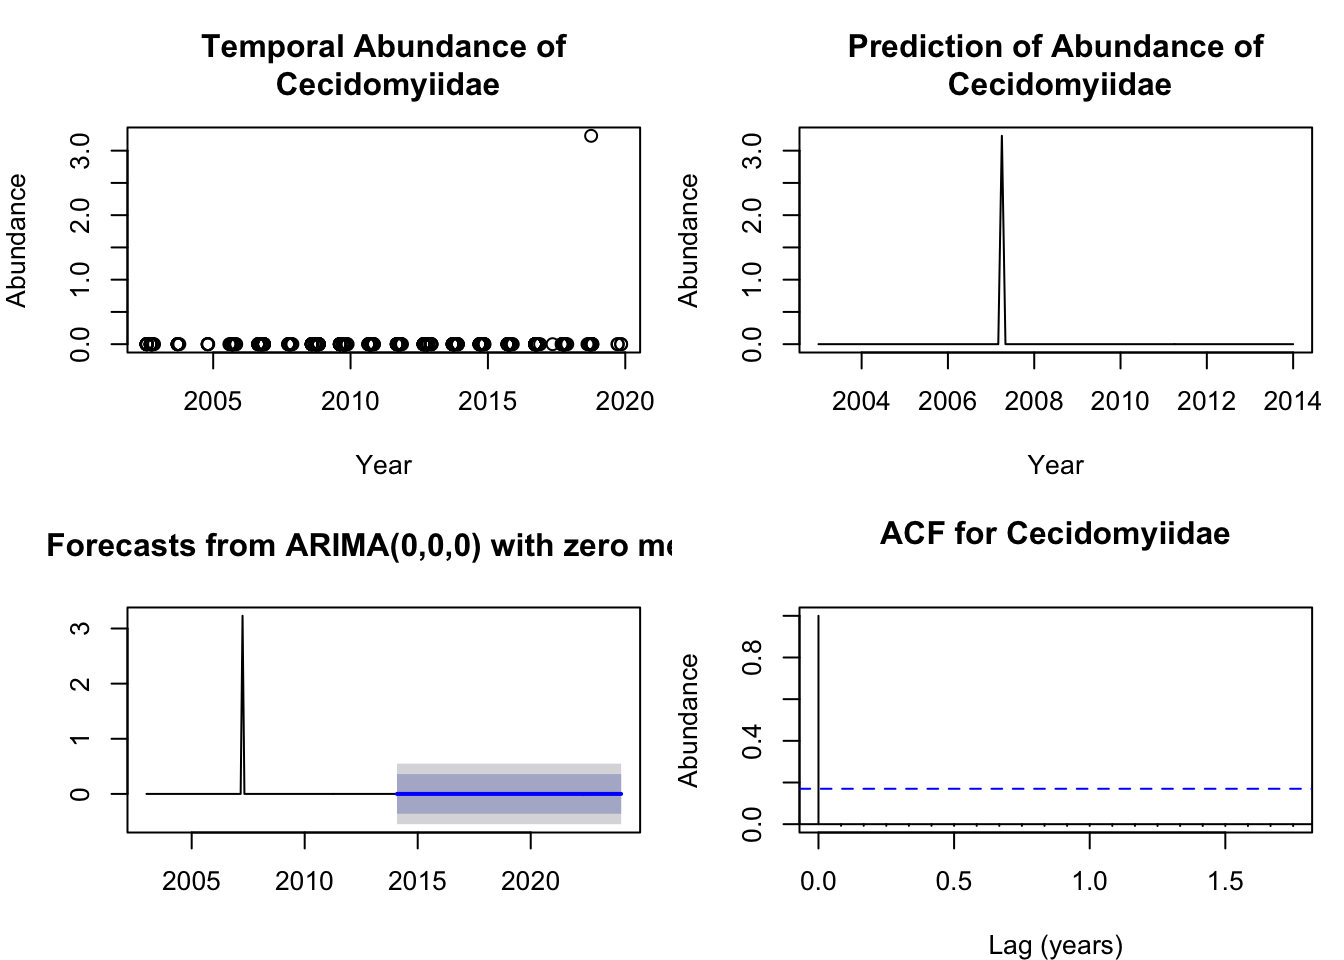 Temporal Abundance of
Cecidomyiidae
Abundance
0.0 1.0 2.0 3.0
2005 2010 2015 2020
Year
Prediction of Abundance of
Cecidomyiidae
Abundance
0.0 1.0 2.0 3.0
2004 2006 2008 2010 2012 2014
Year
Forecasts from ARIMA(0,0,0) with zero me
0 1 2 3
2005 2010 2015 2020
ACF for Cecidomyiidae
Abundance
0.0 0.4 0.8
0.0 0.5 1.0 1.5
Lag (years)